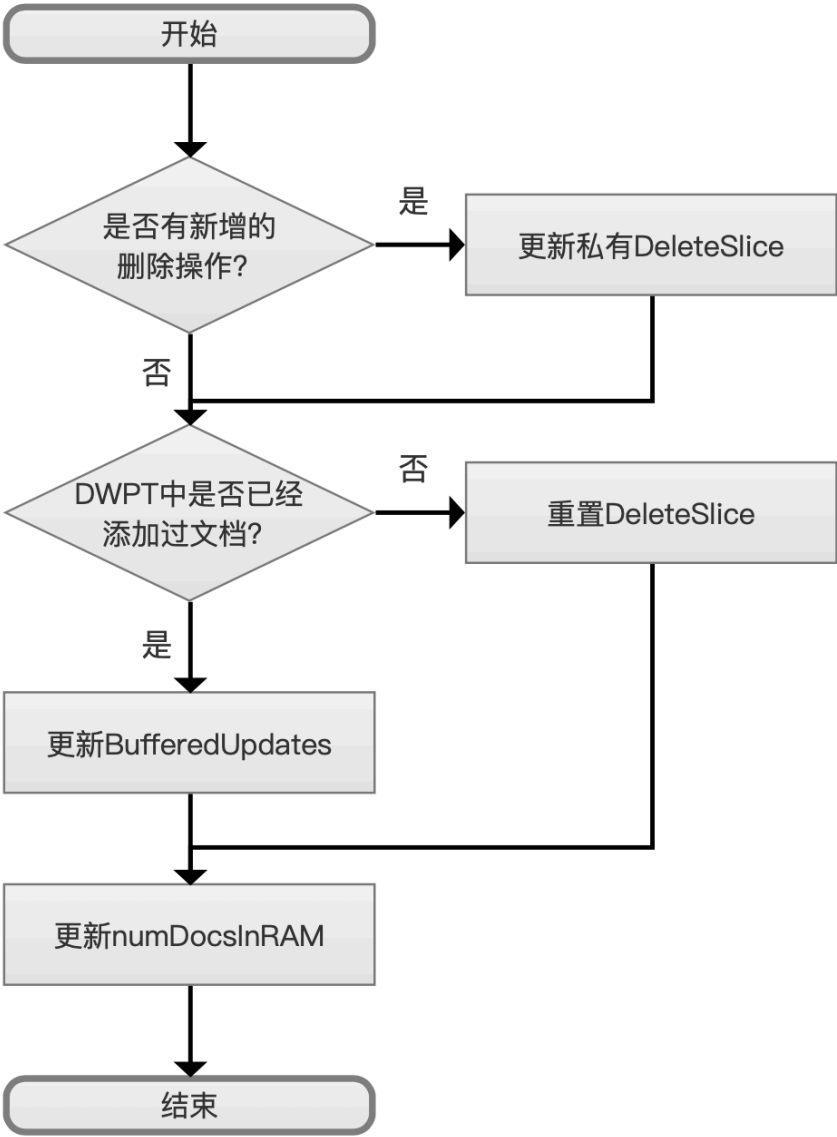 开始
是否有新增的
删除操作？
是
更新私有DeleteSlice
否
DWPT中是否已经
添加过文档？
否
重置DeleteSlice
是
更新BufferedUpdates
更新numDocsInRAM
结束